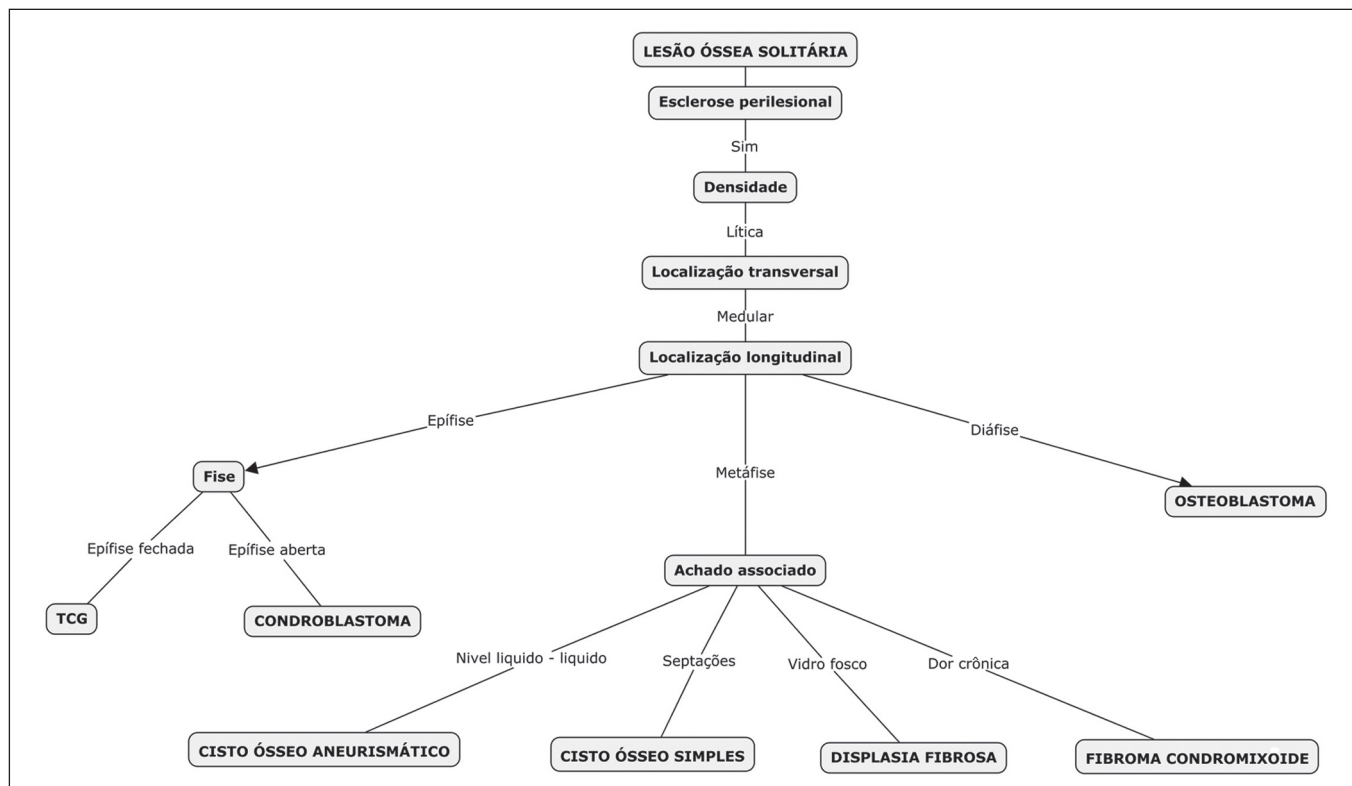 LESÃO ÓSSEA SOLITÁRIA
Esclerose perilesional
Sim
Densidade
Lítica
Localização transversal
Medular
Localização longitudinal
Epífise
Metáfise
Diáfise
Fise
OSTEOBLASTOMA
Epífise fechada
Epífise aberta
Achado associado
TCG
CONDROBLASTOMA
Nivel liquido - liquido
Septações
Vidro fosco
Dor crônica
CISTO ÓSSEO ANEURISMÁTICO
CISTO ÓSSEO SIMPLES
DISPLASIA FIBROSA
FIBROMA CONDROMIXOIDE